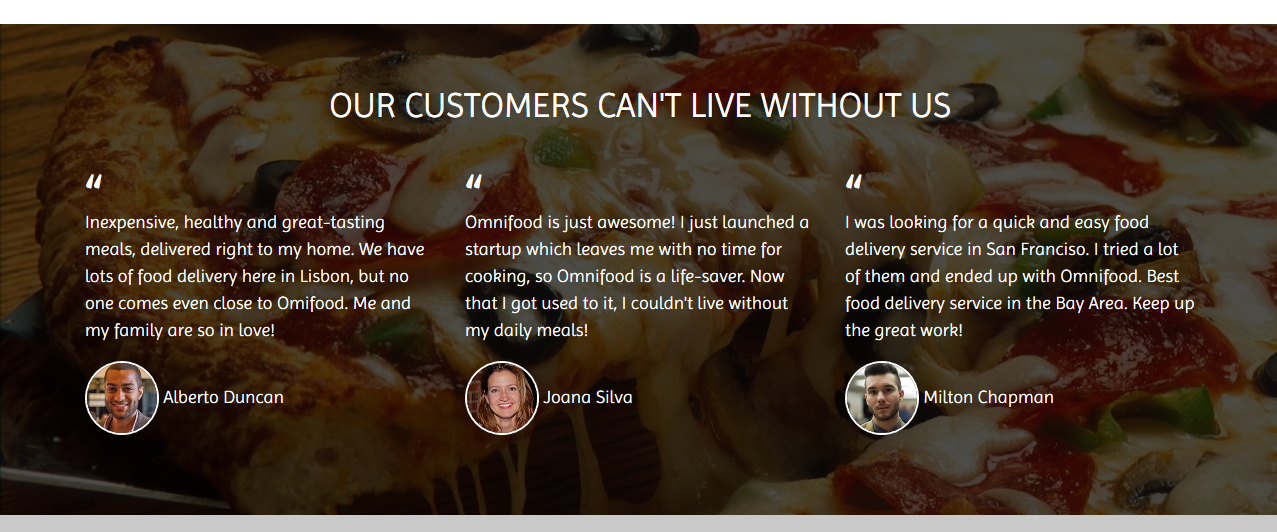 OUR CUSTOMERS CAN'T LIVE WITHOUT US
“
Inexpensive, healthy and great-tasting
meals, delivered right to my home. We have
lots of food delivery here in Lisbon, but no
one comes even close to Omifood. Me and
my family are so in love!
Alberto Duncan
“
Omnifood is just awesome! I just launched a
startup which leaves me with no time for
cooking, so Omnifood is a life-saver. Now
that I got used to it, I couldn't live without
my daily meals!
Joana Silva
“
I was looking for a quick and easy food
delivery service in San Franciso. I tried a lot
of them and ended up with Omnifood. Best
food delivery service in the Bay Area. Keep up
the great work!
Milton Chapman